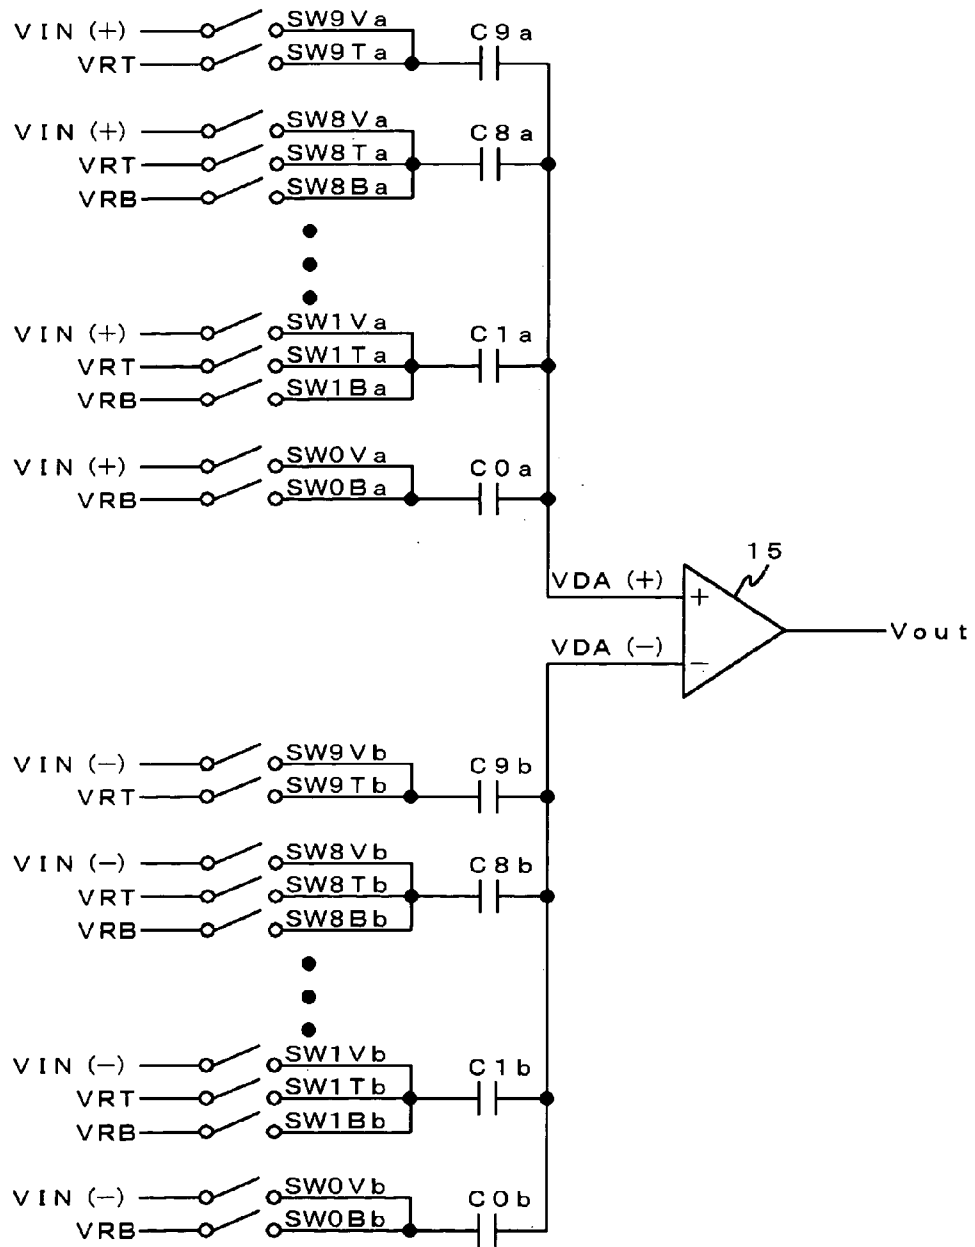 VIN (+) SW9Va C9a
VRT SW9Ta
VIN (+) SW8Va C8a
VRT SW8Ta
VRB SW8Ba
VIN (+) SW1Va C1a
VRT SW1Ta
VRB SW1Ba
VIN (+) SW0Va C0a
VRB SW0Ba
15
VDA (+) +
Vout
VDA (−) −
VIN (−) SW9Vb C9b
VRT SW9Tb
VIN (−) SW8Vb C8b
VRT SW8Tb
VRB SW8Bb
VIN (−) SW1Vb C1b
VRT SW1Tb
VRB SW1Bb
VIN (−) SW0Vb C0b
VRB SW0Bb